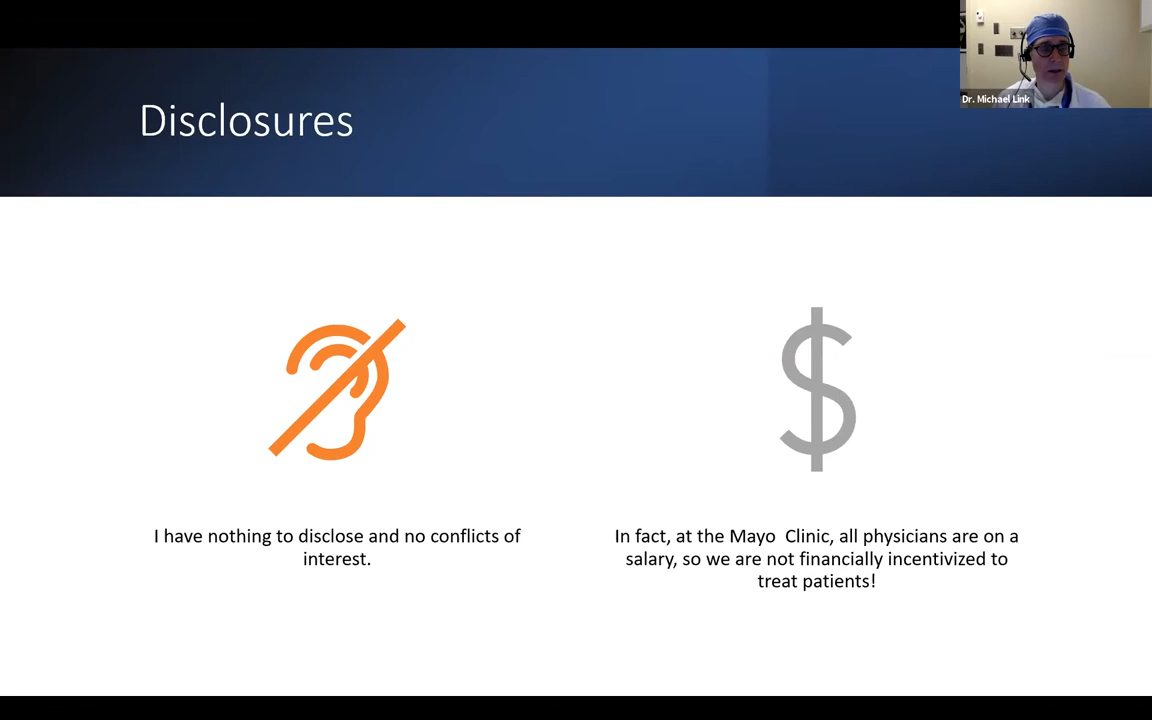 Dr. Michael Link
Disclosures
I have nothing to disclose and no conflicts of
interest.
In fact, at the Mayo  Clinic, all physicians are on a
salary, so we are not financially incentivized to
treat patients!